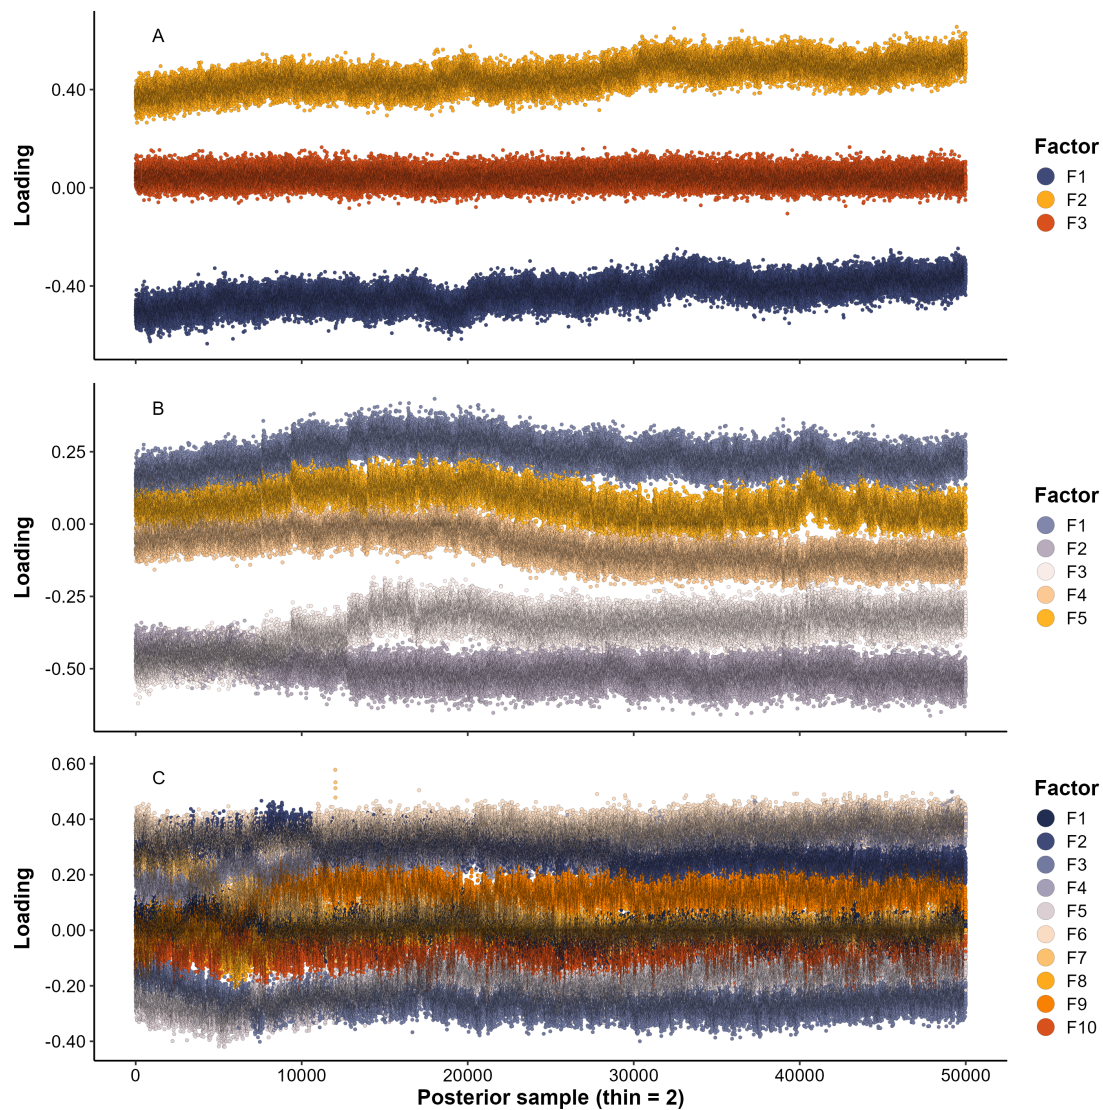 A
0.40
0.00
-0.40
Loading
Factor
F1
F2
F3
B
0.25
0.00
-0.25
-0.50
Loading
Factor
F1
F2
F3
F4
F5
C
0.60
0.40
0.20
0.00
-0.20
-0.40
Loading
Factor
F1
F2
F3
F4
F5
F6
F7
F8
F9
F10
0 10000 20000 30000 40000 50000
Posterior sample (thin = 2)